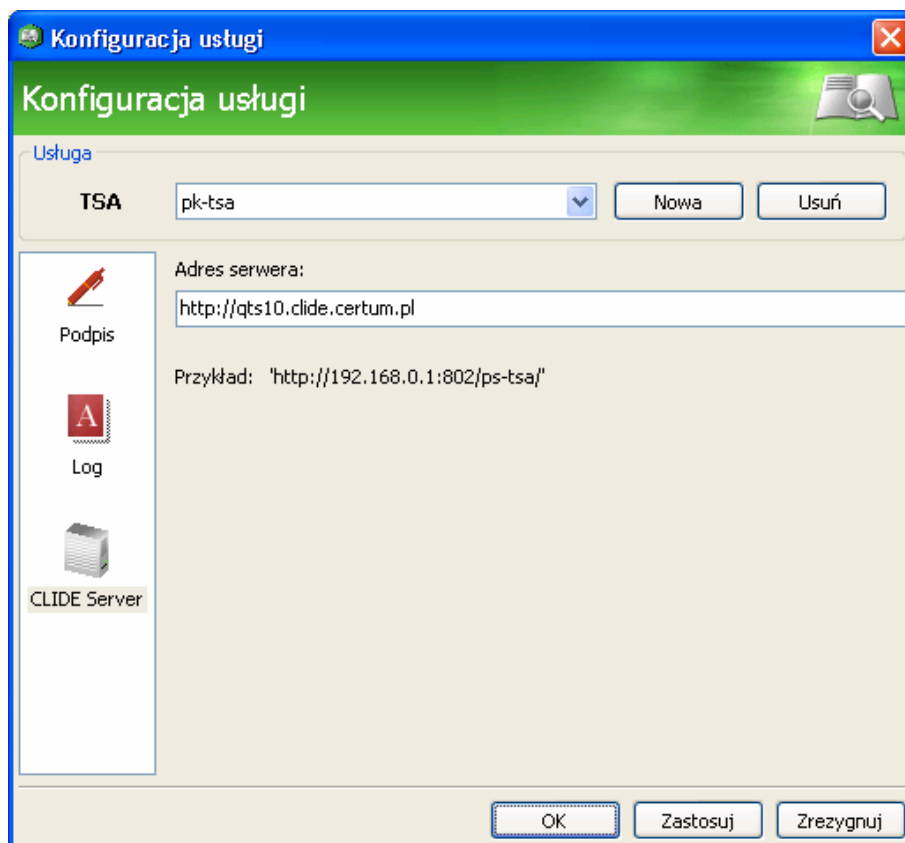 Konfiguracja usługi
Konfiguracja usługi
Usługa
TSA pk-tsa Nowa Usuń
Adres serwera:
http://qts10.clide.certum.pl
Podpis
Przykład: 'http://192.168.0.1:802/ps-tsa/'
A
Log
CLIDE Server
OK Zastosuj Zrezygnuj